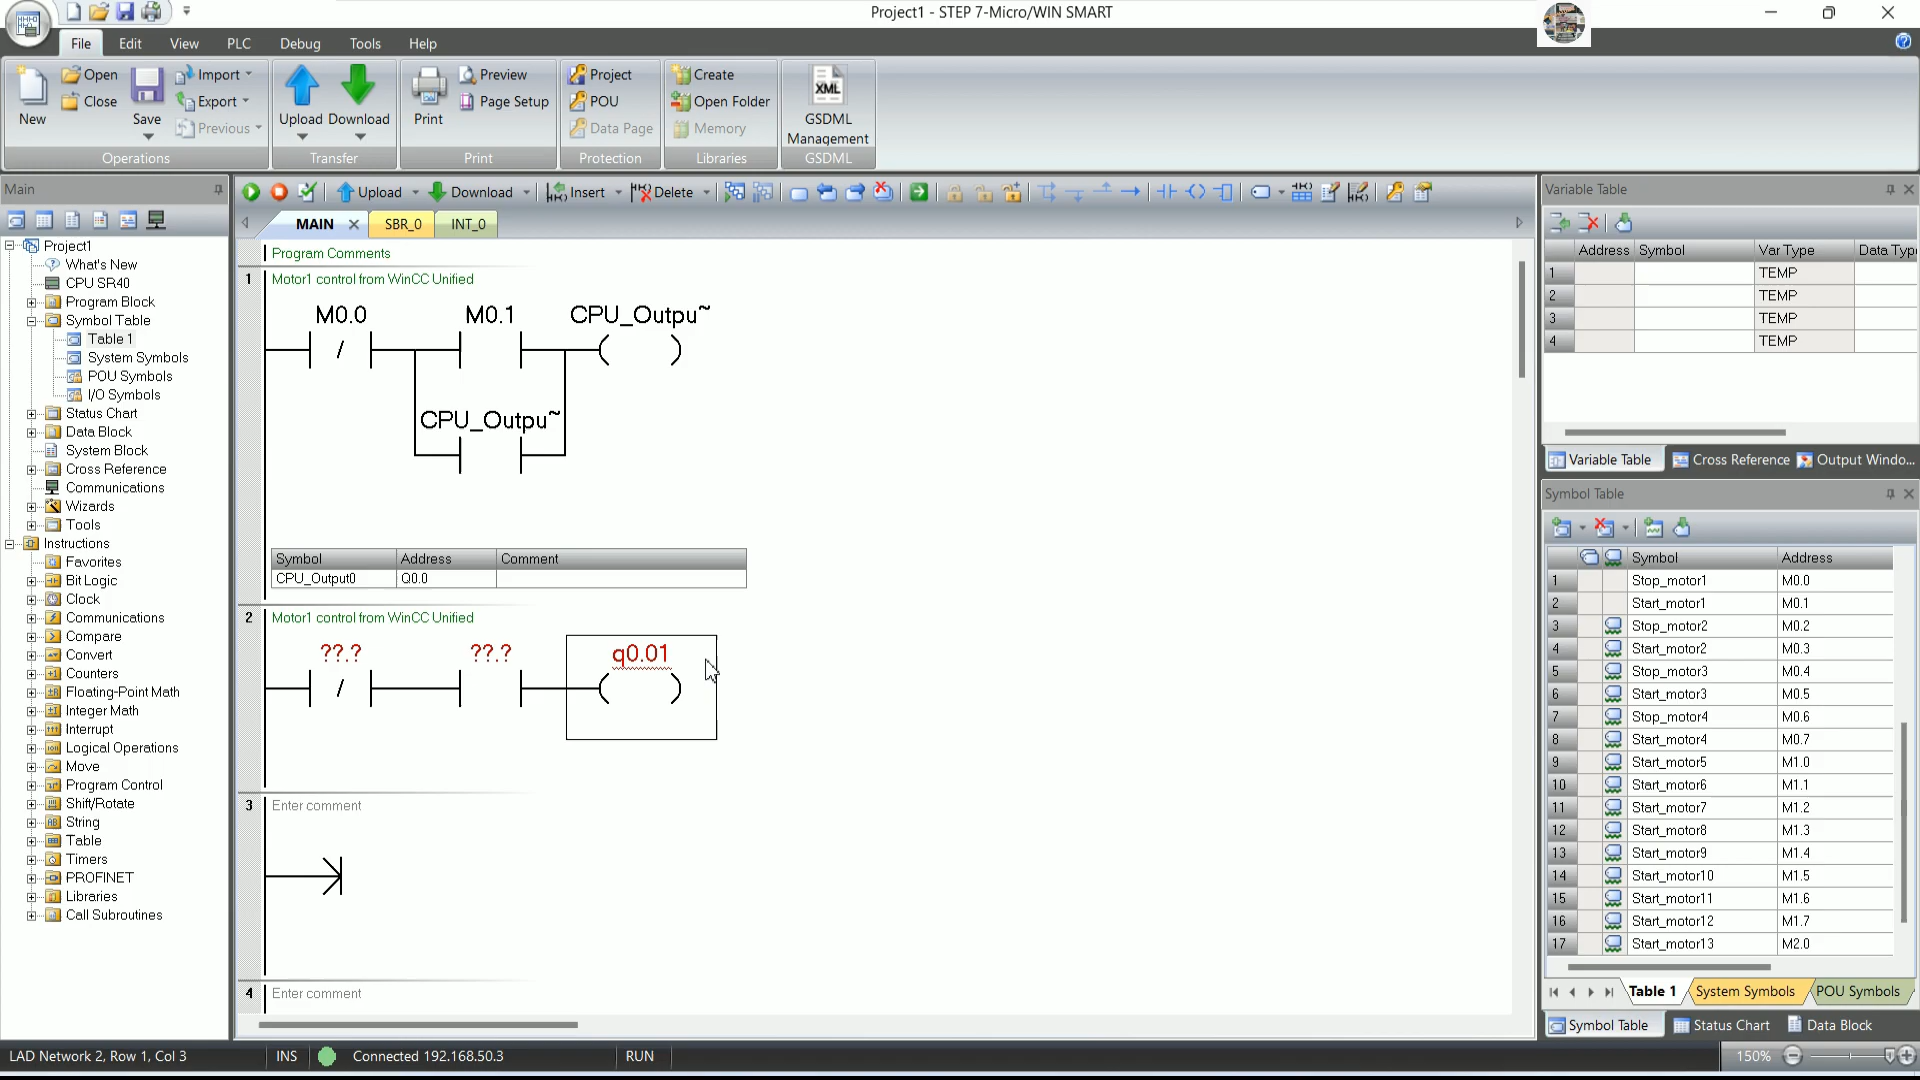 Project1 - STEP 7-Micro/WIN SMART
File Edit View PLC Debug Tools Help
New
Open
Close
Save
Import
Export
Previous
Operations
Upload Download
Transfer
Print
Preview
Page Setup
Print
Project
POU
Data Page
Protection
Create
Open Folder
Memory
Libraries
XML
GSDML
Management
GSDML
Main
Upload Download Insert Delete
MAIN SBR_0 INT_0
Project1
What's New
CPU SR40
Program Block
Symbol Table
Table 1
System Symbols
POU Symbols
I/O Symbols
Status Chart
Data Block
System Block
Cross Reference
Communications
Wizards
Tools
Instructions
Favorites
Bit Logic
Clock
Communications
Compare
Convert
Counters
Floating-Point Math
Integer Math
Interrupt
Logical Operations
Move
Program Control
Shift/Rotate
String
Table
Timers
PROFINET
Libraries
Call Subroutines
Program Comments
1 Motor1 control from WinCC Unified
M0.0 M0.1 CPU_Outpu~
/
CPU_Outpu~
Symbol Address Comment
CPU_Output0 Q0.0
2 Motor1 control from WinCC Unified
??.? ??.? q0.01
/
3 Enter comment
4 Enter comment
Variable Table
Address Symbol Var Type Data Typ
1 TEMP
2 TEMP
3 TEMP
4 TEMP
Variable Table Cross Reference Output Windo...
Symbol Table
Symbol Address
1 Stop_motor1 M0.0
2 Start_motor1 M0.1
3 Stop_motor2 M0.2
4 Start_motor2 M0.3
5 Stop_motor3 M0.4
6 Start_motor3 M0.5
7 Stop_motor4 M0.6
8 Start_motor4 M0.7
9 Start_motor5 M1.0
10 Start_motor6 M1.1
11 Start_motor7 M1.2
12 Start_motor8 M1.3
13 Start_motor9 M1.4
14 Start_motor10 M1.5
15 Start_motor11 M1.6
16 Start_motor12 M1.7
17 Start_motor13 M2.0
Table 1 System Symbols POU Symbols
Symbol Table Status Chart Data Block
LAD Network 2, Row 1, Col 3 INS Connected 192.168.50.3 RUN 150%